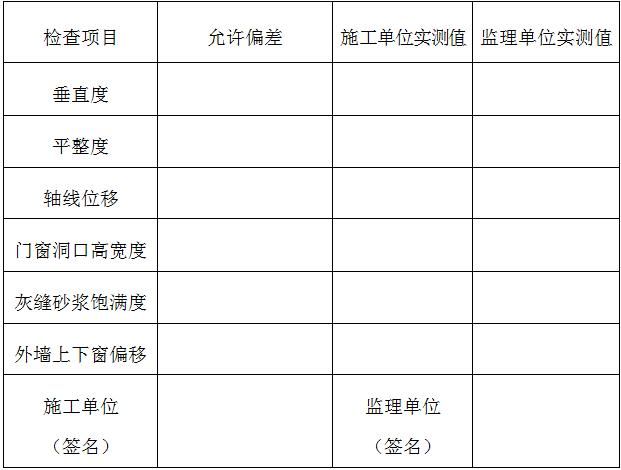 检查项目 允许偏差 施工单位实测值 监理单位实测值
垂直度
平整度
轴线位移
门窗洞口高宽度
灰缝砂浆饱满度
外墙上下窗偏移
施工单位 监理单位
（签名） （签名）